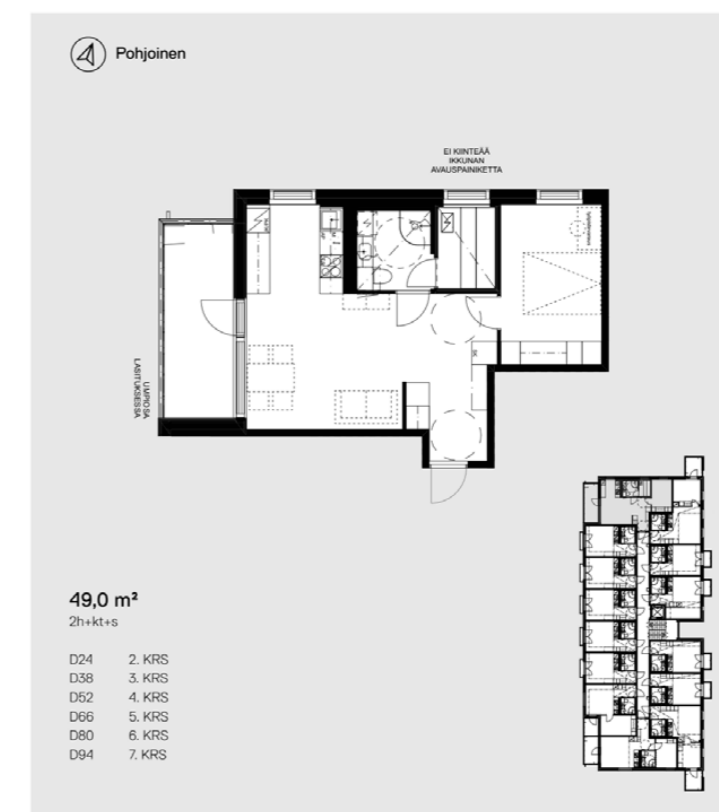 Pohjoinen
EI KIINTEÄÄ
IKKUNAN
AVAUSPAINIKETTA
UMPIOSA
LASITUKSESSA
49,0 m²
2h+kt+s
D24 2. KRS
D38 3. KRS
D52 4. KRS
D66 5. KRS
D80 6. KRS
D94 7. KRS